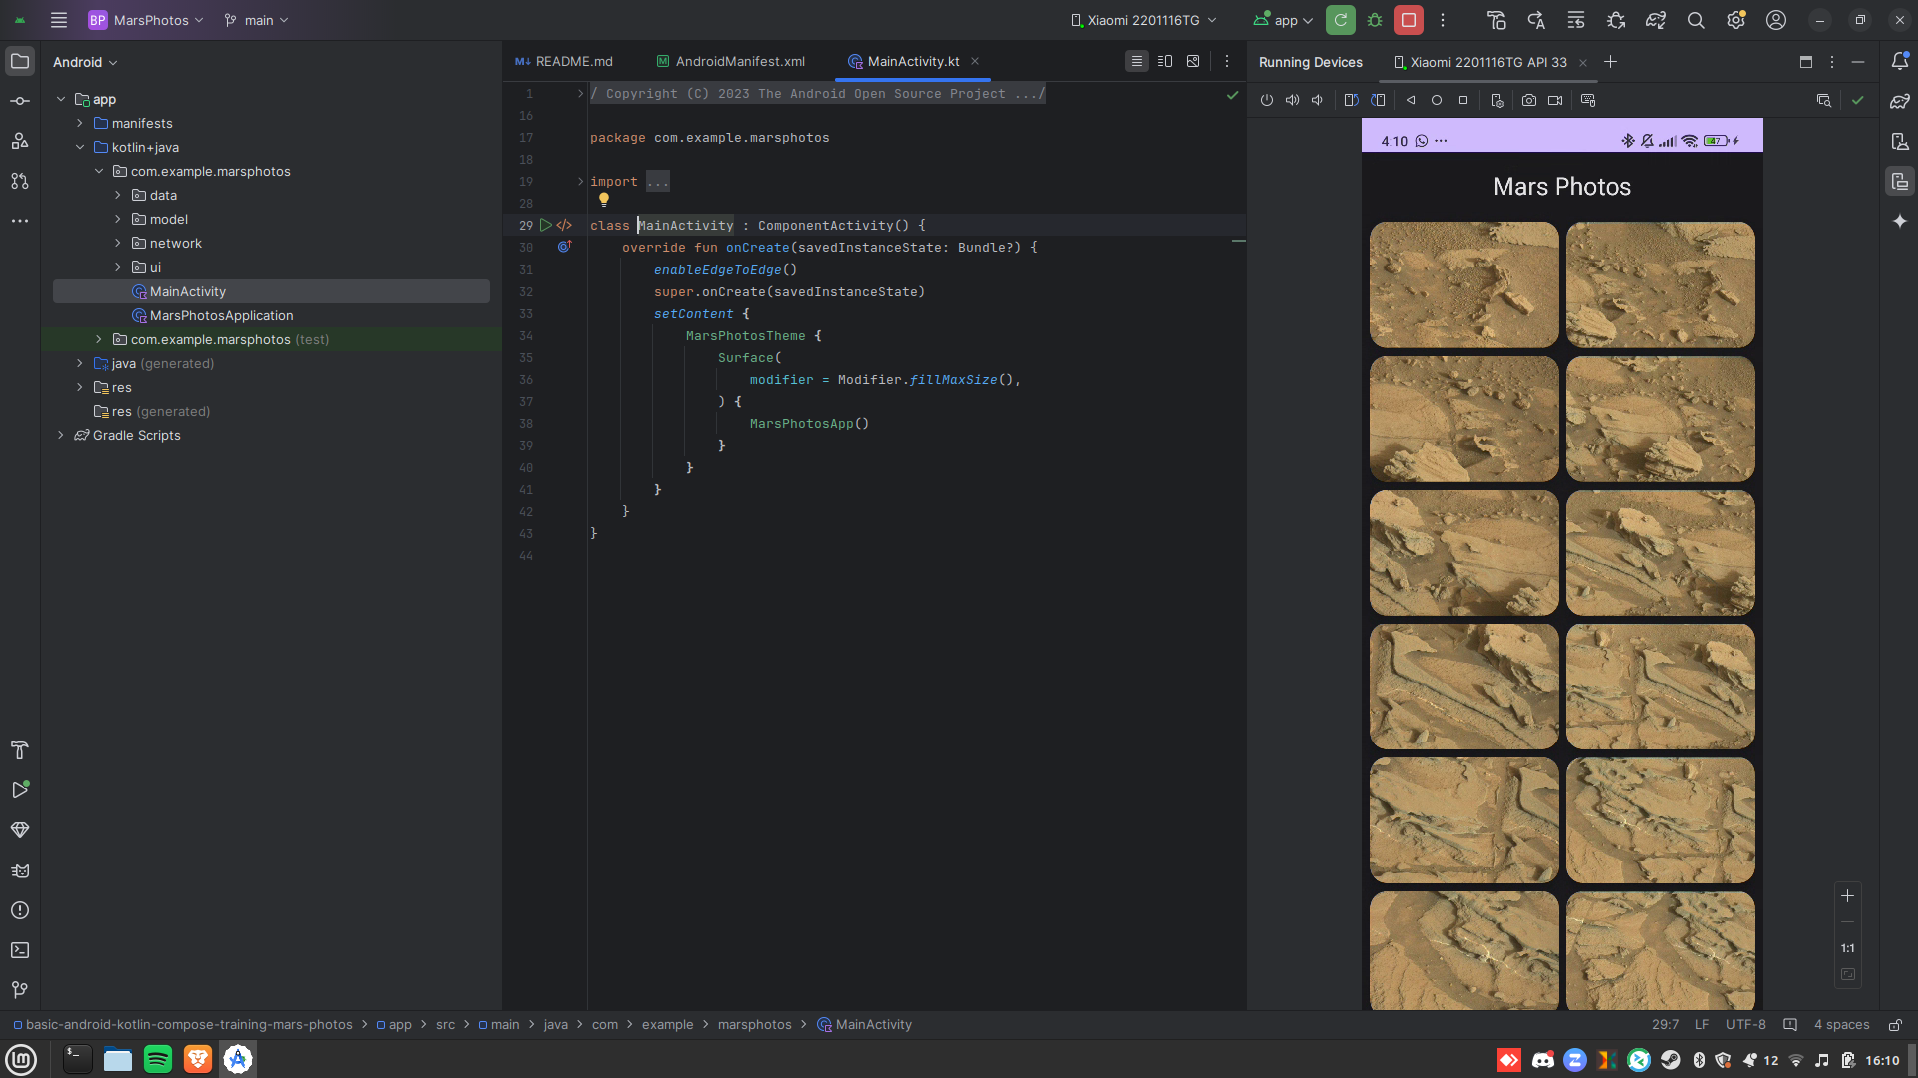 BP MarsPhotos
main
Xiaomi 2201116TG
app
Android
app
manifests
kotlin+java
com.example.marsphotos
data
model
network
ui
MainActivity
MarsPhotosApplication
com.example.marsphotos (test)
java (generated)
res
res (generated)
Gradle Scripts
M↓ README.md
M AndroidManifest.xml
MainActivity.kt
1 / Copyright (C) 2023 The Android Open Source Project .../
16
17 package com.example.marsphotos
18
19 import ...
28
29 class MainActivity : ComponentActivity() {
30 override fun onCreate(savedInstanceState: Bundle?) {
31 enableEdgeToEdge()
32 super.onCreate(savedInstanceState)
33 setContent {
34 MarsPhotosTheme {
35 Surface(
36 modifier = Modifier.fillMaxSize(),
37 ) {
38 MarsPhotosApp()
39 }
40 }
41 }
42 }
43 }
44
Running Devices
Xiaomi 2201116TG API 33
4:10
47
Mars Photos
1:1
basic-android-kotlin-compose-training-mars-photos > app > src > main > java > com > example > marsphotos > MainActivity
29:7 LF UTF-8 4 spaces
12
16:10